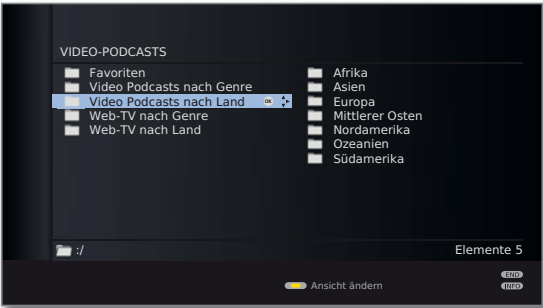 VIDEO-PODCASTS
Favoriten
Video Podcasts nach Genre
Video Podcasts nach Land OK
Web-TV nach Genre
Web-TV nach Land
Afrika
Asien
Europa
Mittlerer Osten
Nordamerika
Ozeanien
Südamerika
:/
Elemente 5
END
Ansicht ändern
INFO